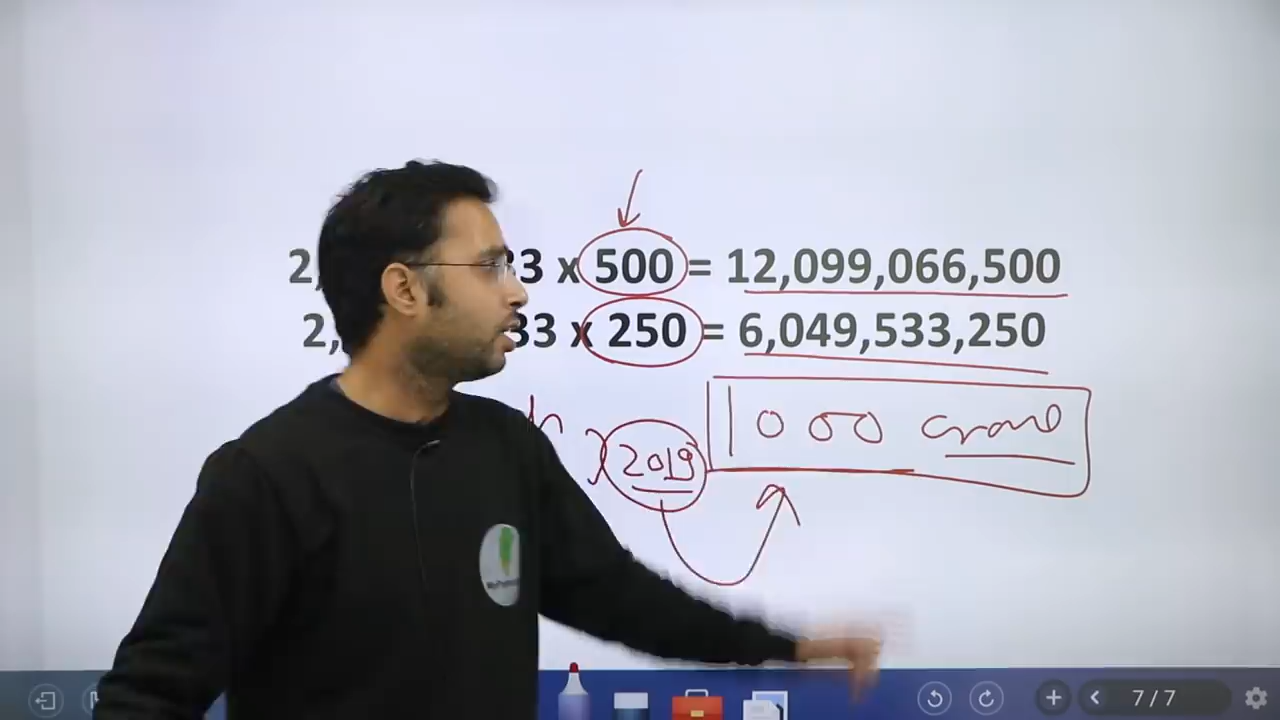 2, 33 x 500 = 12,099,066,500
2, 33 x 250 = 6,049,533,250
2019
1000 crore
7 / 7